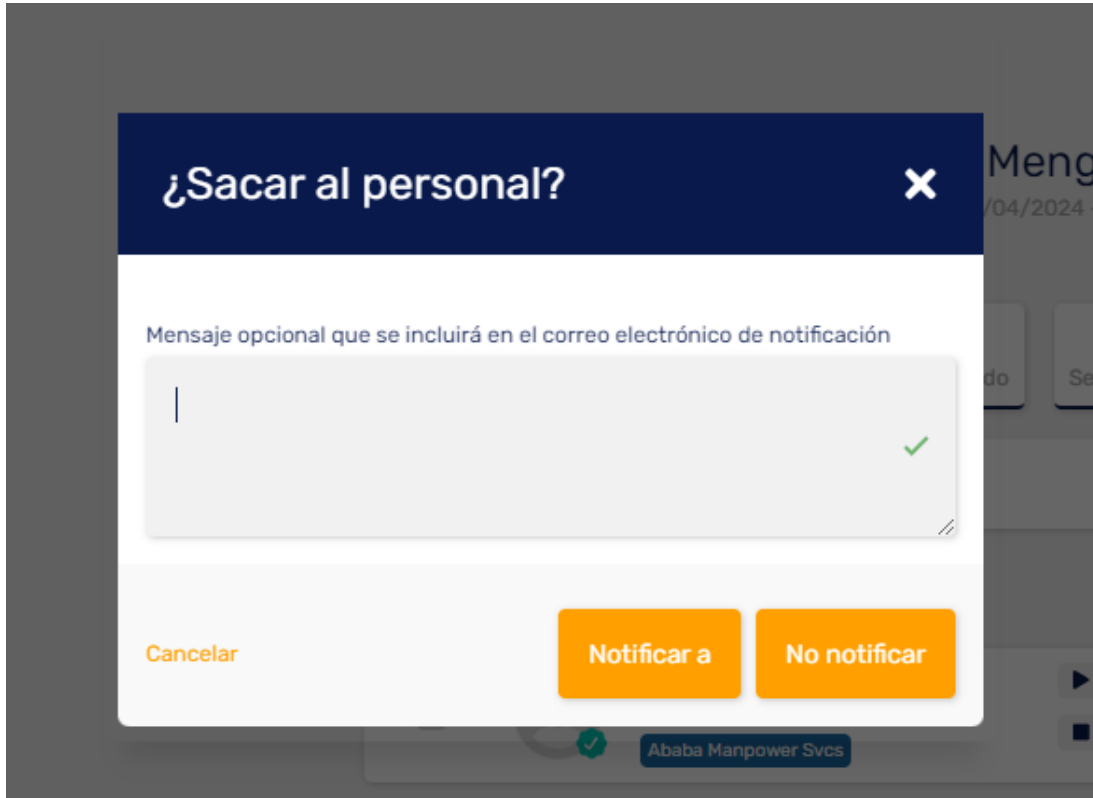 ¿Sacar al personal?
Meng
/04/2024
Mensaje opcional que se incluirá en el correo electrónico de notificación
do
Se
Cancelar
Notificar a
No notificar
Ababa Manpower Svcs